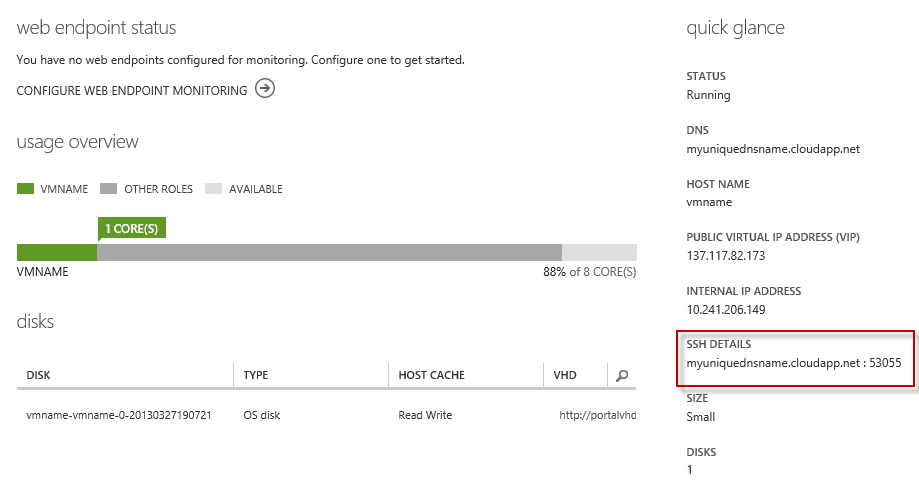 web endpoint status
You have no web endpoints configured for monitoring. Configure one to get started.
CONFIGURE WEB ENDPOINT MONITORING
usage overview
VMNAME OTHER ROLES AVAILABLE
1 CORE(S)
VMNAME 88% of 8 CORE(S)
disks
DISK TYPE HOST CACHE VHD
vmname-vmname-0-20130327190721 OS disk Read Write http://portalvhd
quick glance
STATUS
Running
DNS
myuniquednsname.cloudapp.net
HOST NAME
vmname
PUBLIC VIRTUAL IP ADDRESS (VIP)
137.117.82.173
INTERNAL IP ADDRESS
10.241.206.149
SSH DETAILS
myuniquednsname.cloudapp.net : 53055
SIZE
Small
DISKS
1